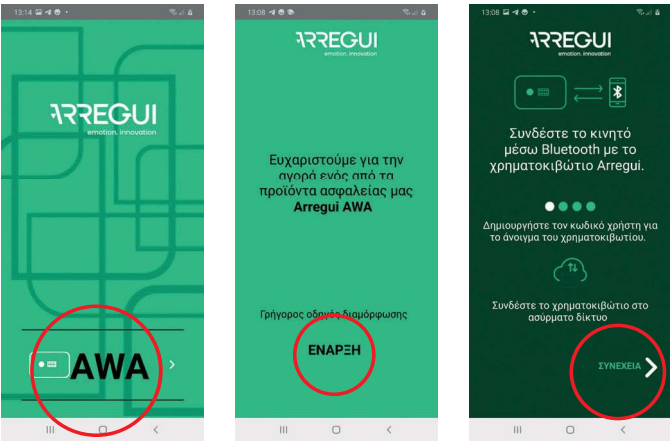 13:14
ARREGUI
emotion. innovation
AWA
13:08
ARREGUI
emotion. innovation
Ευχαριστούμε για την
αγορά ενός από τα
προϊόντα ασφαλείας μας
Arregui AWA
Γρήγορος οδηγός διαμόρφωσης
ΕΝΑΡΞΗ
13:08
ARREGUI
emotion. innovation
Συνδέστε το κινητό
μέσω Bluetooth με το
χρηματοκιβώτιο Arregui.
Δημιουργήστε τον κωδικό χρήστη για
το άνοιγμα του χρηματοκιβωτίου.
Συνδέστε το χρηματοκιβώτιο στο
ασύρματο δίκτυο
ΣΥΝΕΧΕΙΑ